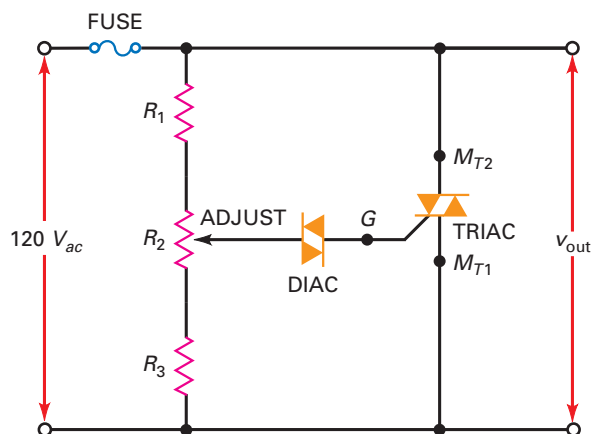 FUSE
R1
MT2
ADJUST
G
120 Vac
R2
TRIAC
vout
MT1
DIAC
R3